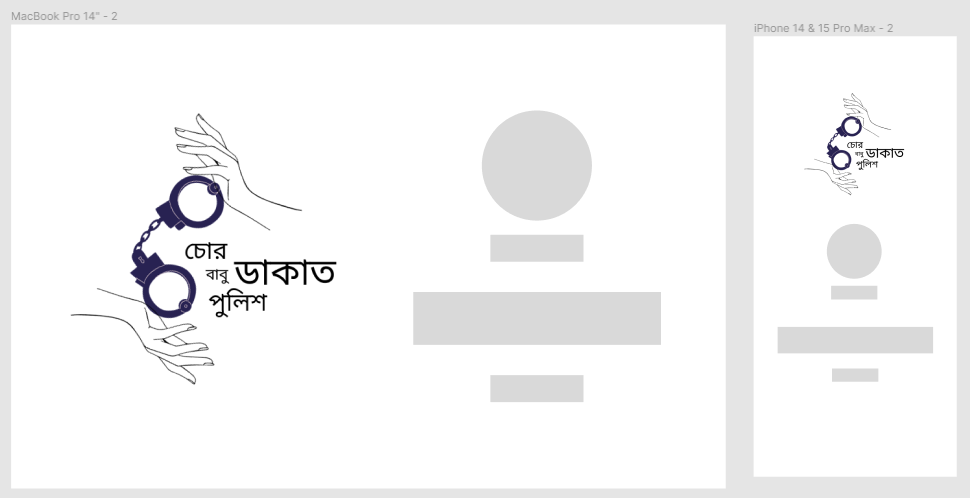 MacBook Pro 14" - 2
চোর
বাবু ডাকাত
পুলিশ
iPhone 14 & 15 Pro Max - 2
চোর
বাবু ডাকাত
পুলিশ